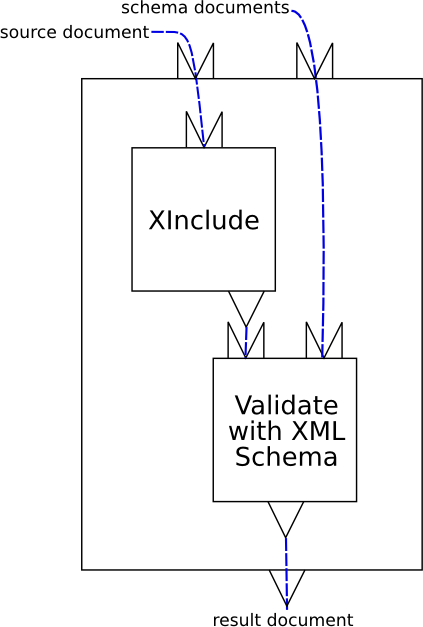 schema documents
source document
XInclude
Validate
with XML
Schema
result document